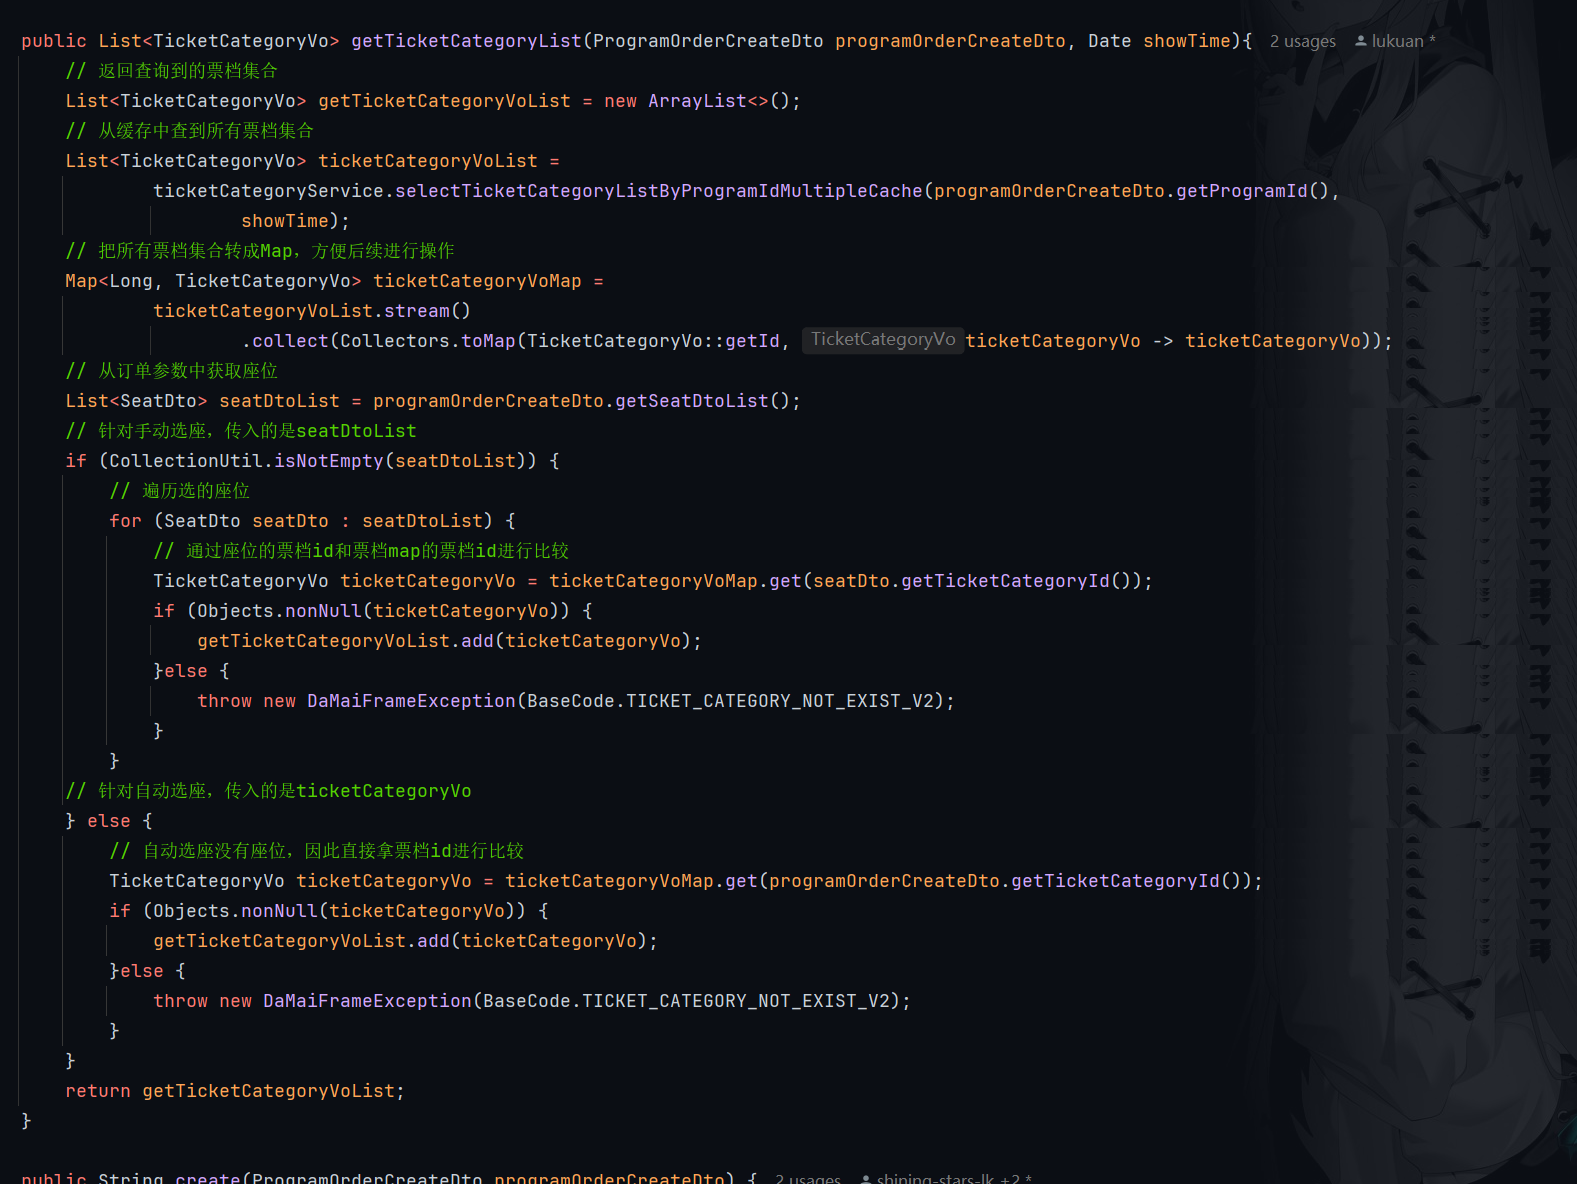 public List<TicketCategoryVo> getTicketCategoryList(ProgramOrderCreateDto programOrderCreateDto, Date showTime){ 2 usages lukuan *
// 返回查询到的票档集合
List<TicketCategoryVo> getTicketCategoryVoList = new ArrayList<>();
// 从缓存中查到所有票档集合
List<TicketCategoryVo> ticketCategoryVoList =
ticketCategoryService.selectTicketCategoryListByProgramIdMultipleCache(programOrderCreateDto.getProgramId(),
showTime);
// 把所有票档集合转成Map，方便后续进行操作
Map<Long, TicketCategoryVo> ticketCategoryVoMap =
ticketCategoryVoList.stream()
.collect(Collectors.toMap(TicketCategoryVo::getId, TicketCategoryVo ticketCategoryVo -> ticketCategoryVo));
// 从订单参数中获取座位
List<SeatDto> seatDtoList = programOrderCreateDto.getSeatDtoList();
// 针对手动选座，传入的是seatDtoList
if (CollectionUtil.isNotEmpty(seatDtoList)) {
// 遍历选的座位
for (SeatDto seatDto : seatDtoList) {
// 通过座位的票档id和票档map的票档id进行比较
TicketCategoryVo ticketCategoryVo = ticketCategoryVoMap.get(seatDto.getTicketCategoryId());
if (Objects.nonNull(ticketCategoryVo)) {
getTicketCategoryVoList.add(ticketCategoryVo);
}else {
throw new DaMaiFrameException(BaseCode.TICKET_CATEGORY_NOT_EXIST_V2);
}
}
// 针对自动选座，传入的是ticketCategoryVo
} else {
// 自动选座没有座位，因此直接拿票档id进行比较
TicketCategoryVo ticketCategoryVo = ticketCategoryVoMap.get(programOrderCreateDto.getTicketCategoryId());
if (Objects.nonNull(ticketCategoryVo)) {
getTicketCategoryVoList.add(ticketCategoryVo);
}else {
throw new DaMaiFrameException(BaseCode.TICKET_CATEGORY_NOT_EXIST_V2);
}
}
return getTicketCategoryVoList;
}
public String create(ProgramOrderCreateDto programOrderCreateDto) { 2 usages shining-stars-lk +2 *